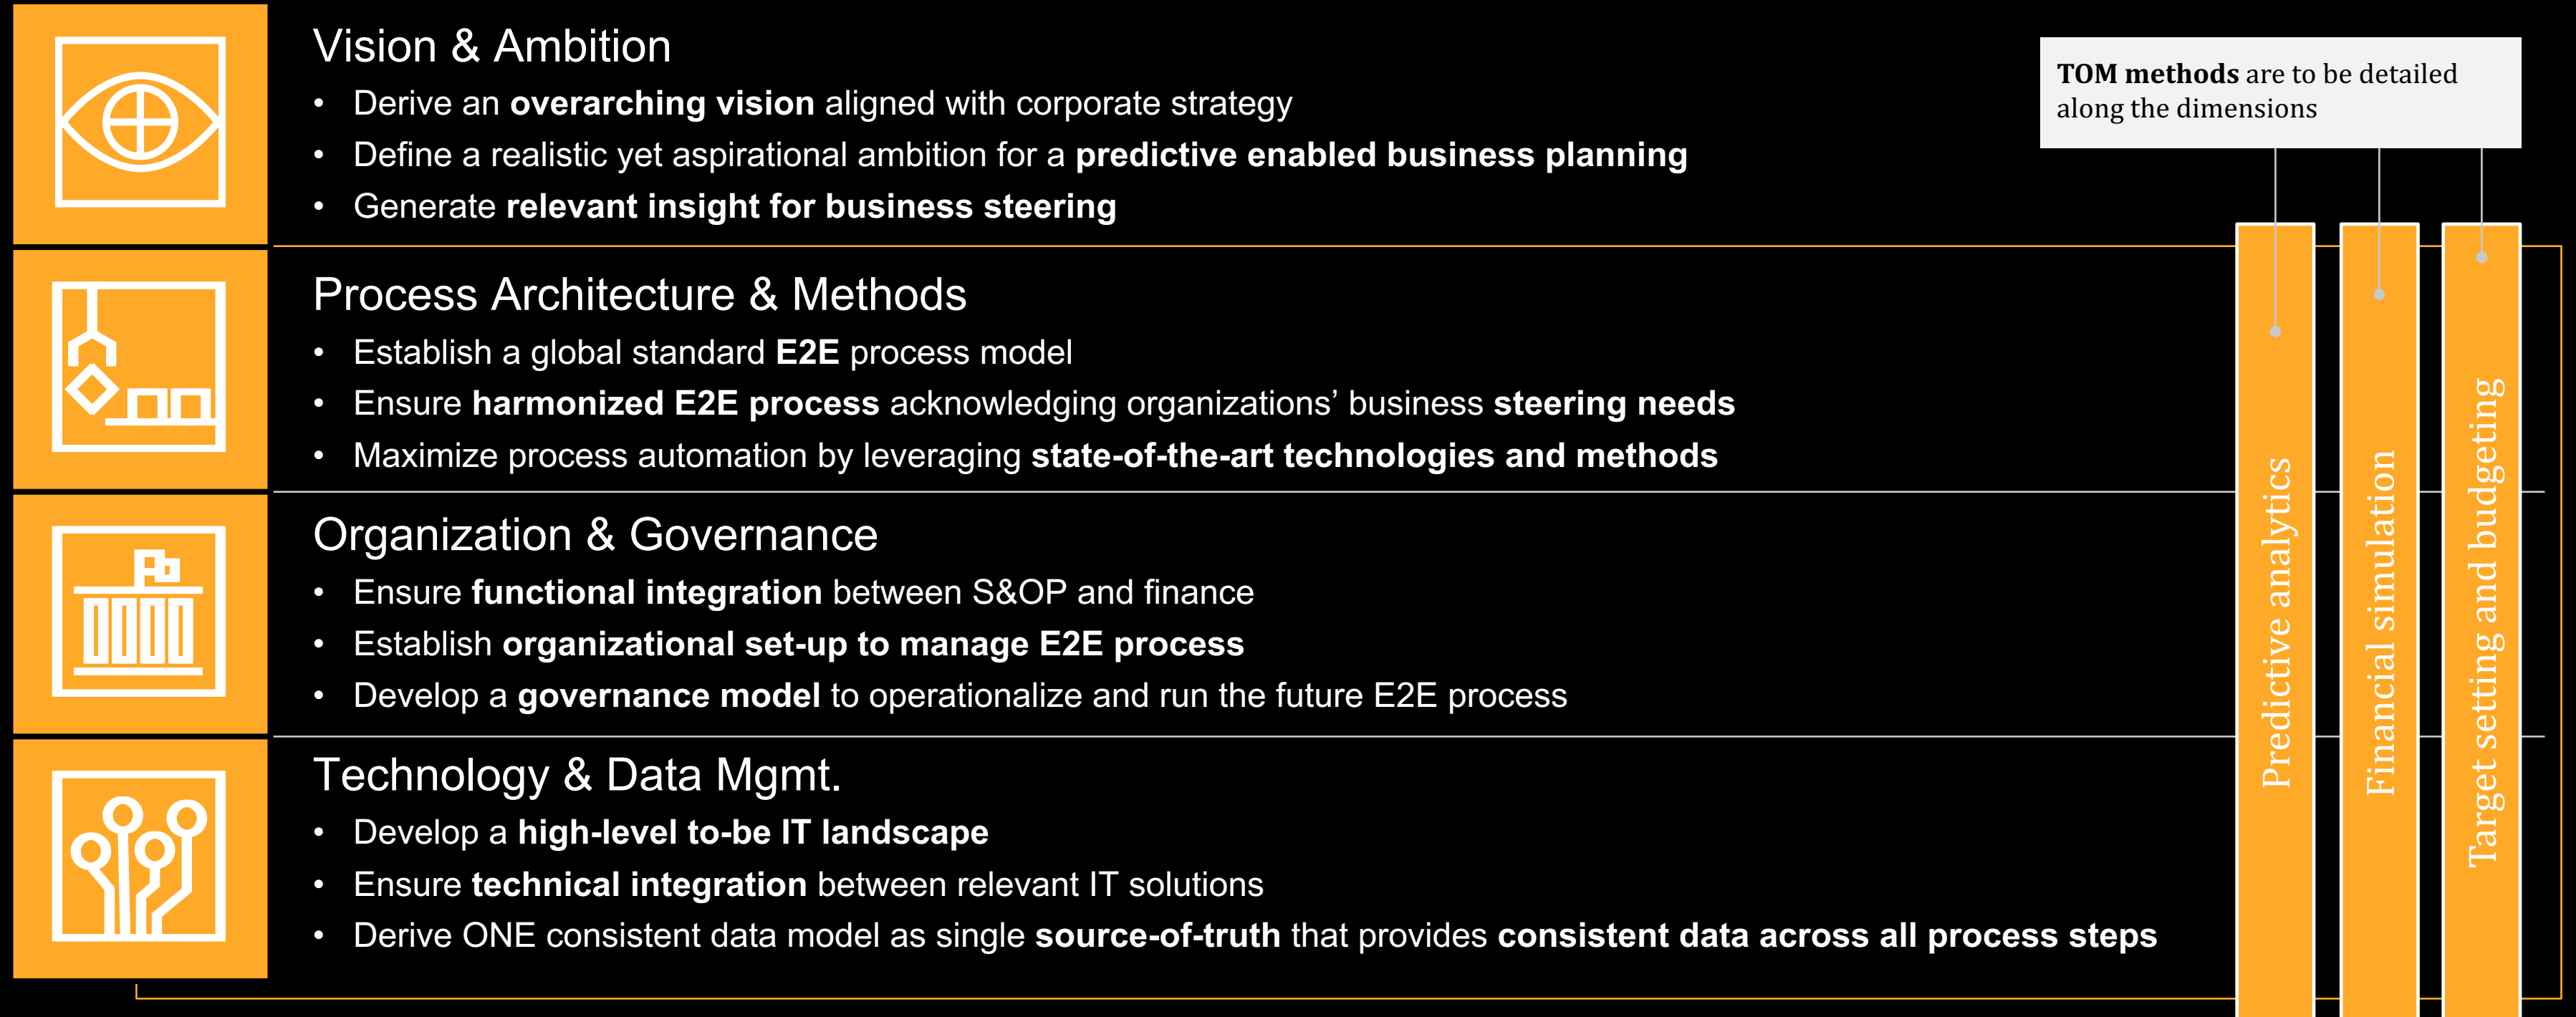 Vision & Ambition
• Derive an overarching vision aligned with corporate strategy
• Define a realistic yet aspirational ambition for a predictive enabled business planning
• Generate relevant insight for business steering
TOM methods are to be detailed
along the dimensions
Process Architecture & Methods
• Establish a global standard E2E process model
• Ensure harmonized E2E process acknowledging organizations’ business steering needs
• Maximize process automation by leveraging state-of-the-art technologies and methods
Organization & Governance
• Ensure functional integration between S&OP and finance
• Establish organizational set-up to manage E2E process
• Develop a governance model to operationalize and run the future E2E process
Technology & Data Mgmt.
• Develop a high-level to-be IT landscape
• Ensure technical integration between relevant IT solutions
• Derive ONE consistent data model as single source-of-truth that provides consistent data across all process steps
Predictive analytics
Financial simulation
Target setting and budgeting